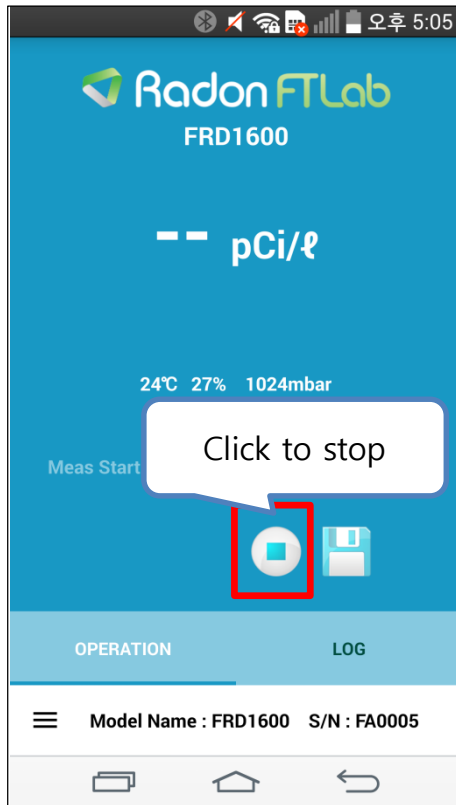 오후 5:05
Radon FTLab
FRD1600
-- pCi/ℓ
24℃ 27% 1024mbar
Click to stop
Meas Start
OPERATION LOG
Model Name : FRD1600 S/N : FA0005